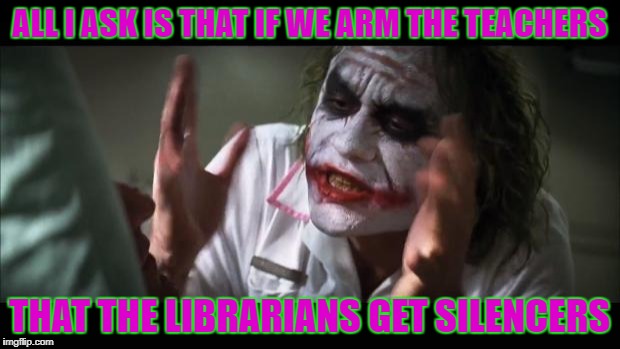 ALL I ASK IS THAT IF WE ARM THE TEACHERS
THAT THE LIBRARIANS GET SILENCERS
imgflip.com